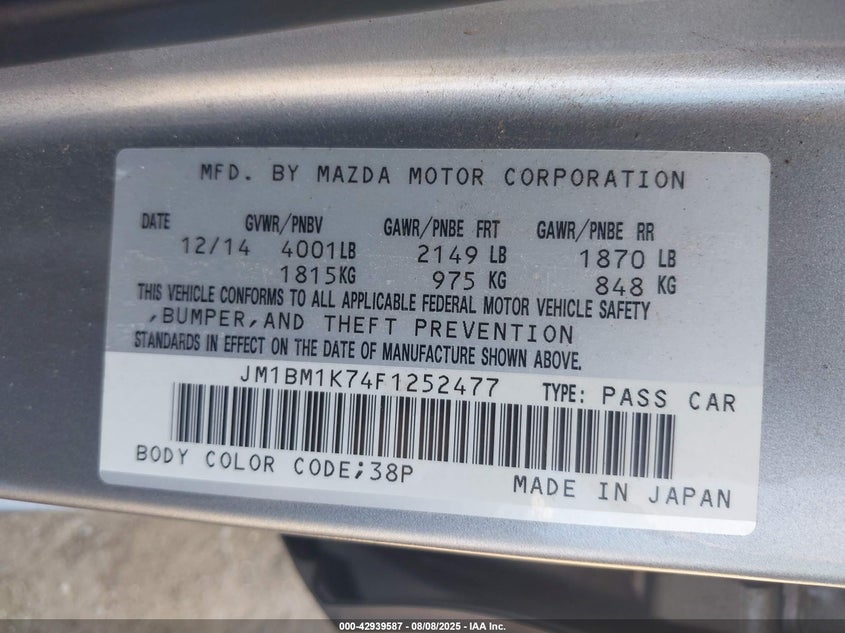 MFD. BY MAZDA MOTOR CORPORATION
DATE GVWR/PNBV GAWR/PNBE FRT GAWR/PNBE RR
12/14 4001LB 2149 LB 1870 LB
1815KG 975 KG 848 KG
THIS VEHICLE CONFORMS TO ALL APPLICABLE FEDERAL MOTOR VEHICLE SAFETY
,BUMPER,AND THEFT PREVENTION
STANDARDS IN EFFECT ON THE DATE OF MANUFACTURE SHOWN ABOVE.
JM1BM1K74F1252477 TYPE: PASS CAR
BODY COLOR CODE;38P
MADE IN JAPAN
000-42939587 - 08/08/2025 - IAA Inc.